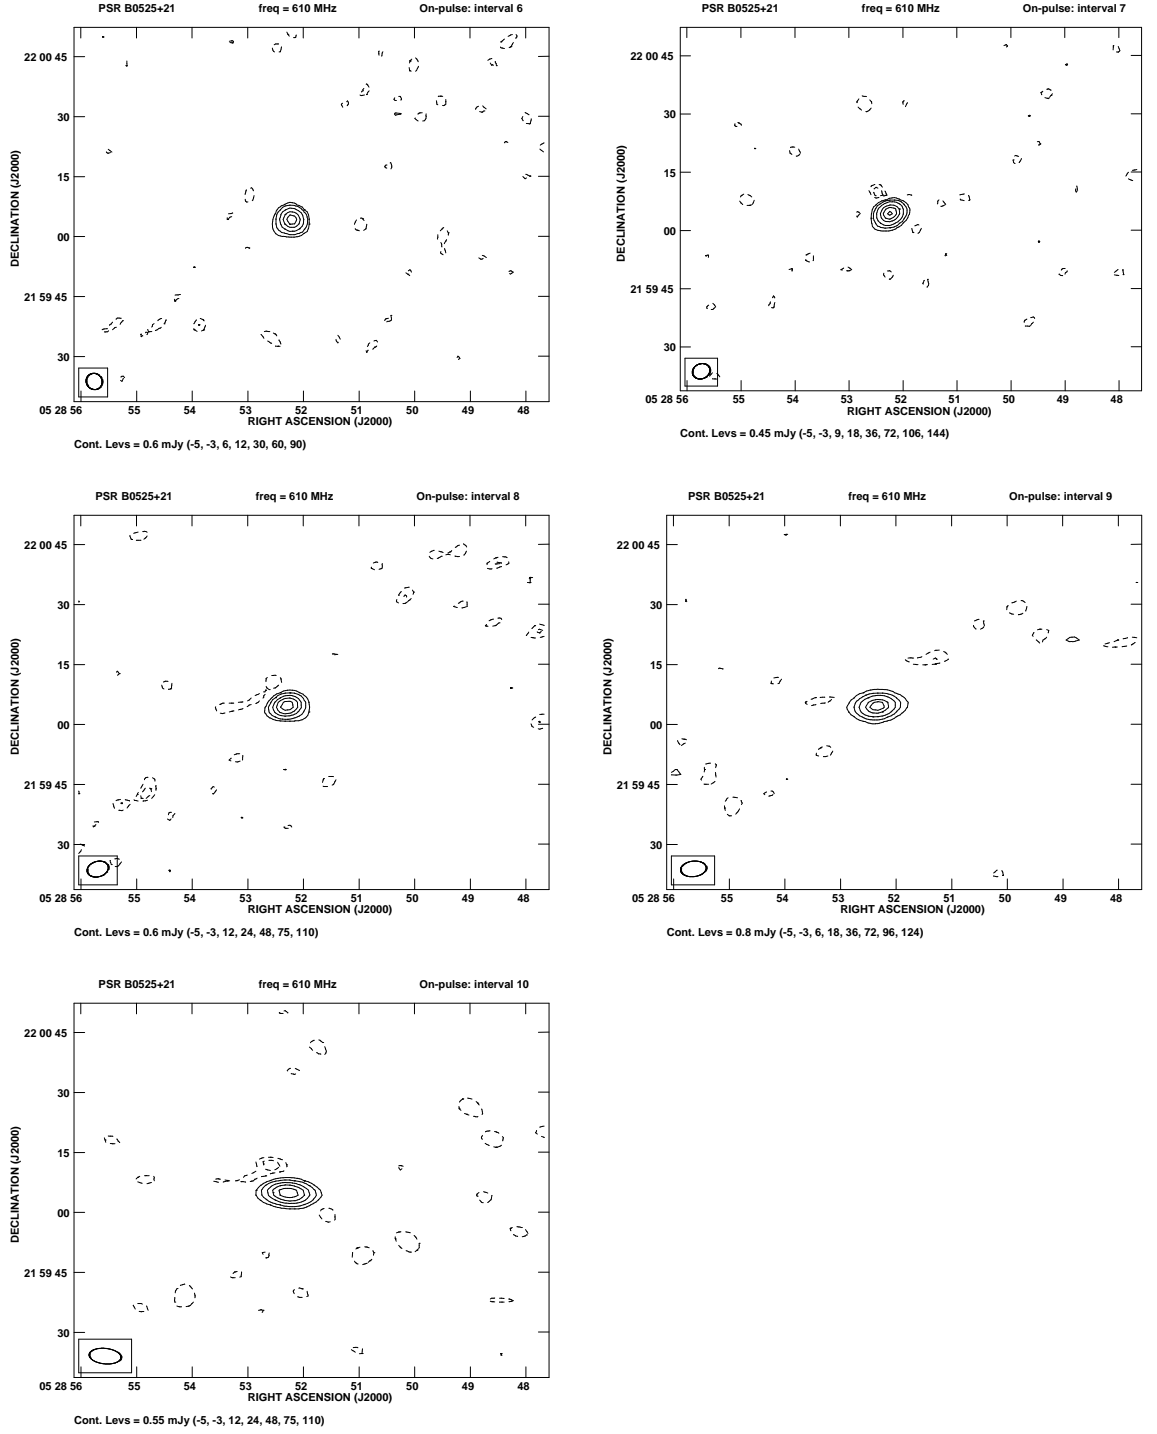 PSR B0525+21 freq = 610 MHz On-pulse: interval 6
22 00 45
30
15
00
21 59 45
30
DECLINATION (J2000)
05 28 56 55 54 53 52 51 50 49 48
RIGHT ASCENSION (J2000)
Cont. Levs = 0.6 mJy (-5, -3, 6, 12, 30, 60, 90)
PSR B0525+21 freq = 610 MHz On-pulse: interval 7
22 00 45
30
15
00
21 59 45
30
DECLINATION (J2000)
05 28 56 55 54 53 52 51 50 49 48
RIGHT ASCENSION (J2000)
Cont. Levs = 0.45 mJy (-5, -3, 9, 18, 36, 72, 106, 144)
PSR B0525+21 freq = 610 MHz On-pulse: interval 8
22 00 45
30
15
00
21 59 45
30
DECLINATION (J2000)
05 28 56 55 54 53 52 51 50 49 48
RIGHT ASCENSION (J2000)
Cont. Levs = 0.6 mJy (-5, -3, 12, 24, 48, 75, 110)
PSR B0525+21 freq = 610 MHz On-pulse: interval 9
22 00 45
30
15
00
21 59 45
30
DECLINATION (J2000)
05 28 56 55 54 53 52 51 50 49 48
RIGHT ASCENSION (J2000)
Cont. Levs = 0.8 mJy (-5, -3, 6, 18, 36, 72, 96, 124)
PSR B0525+21 freq = 610 MHz On-pulse: interval 10
22 00 45
30
15
00
21 59 45
30
DECLINATION (J2000)
05 28 56 55 54 53 52 51 50 49 48
RIGHT ASCENSION (J2000)
Cont. Levs = 0.55 mJy (-5, -3, 12, 24, 48, 75, 110)